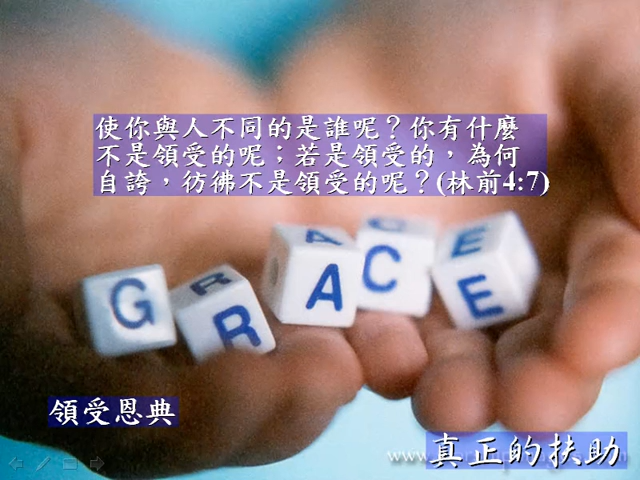 使你與人不同的是誰呢？你有什麼
不是領受的呢；若是領受的，為何
自誇，彷彿不是領受的呢？(林前4:7)
G R A C E
領受恩典
真正的扶助